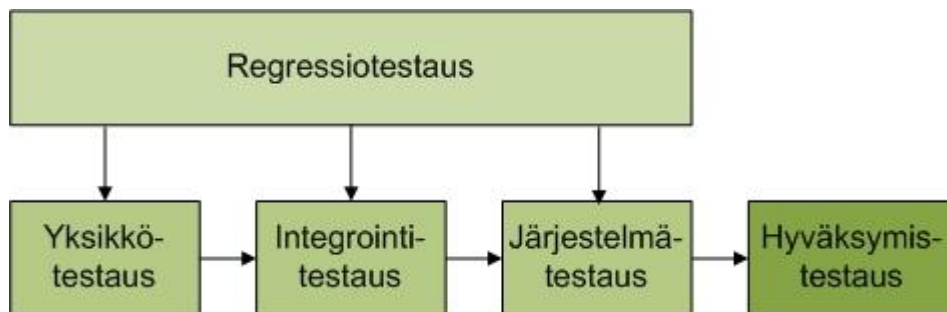 Regressiotestaus
Yksikkö-
testaus
Integrointi-
testaus
Järjestelmä-
testaus
Hyväksymis-
testaus